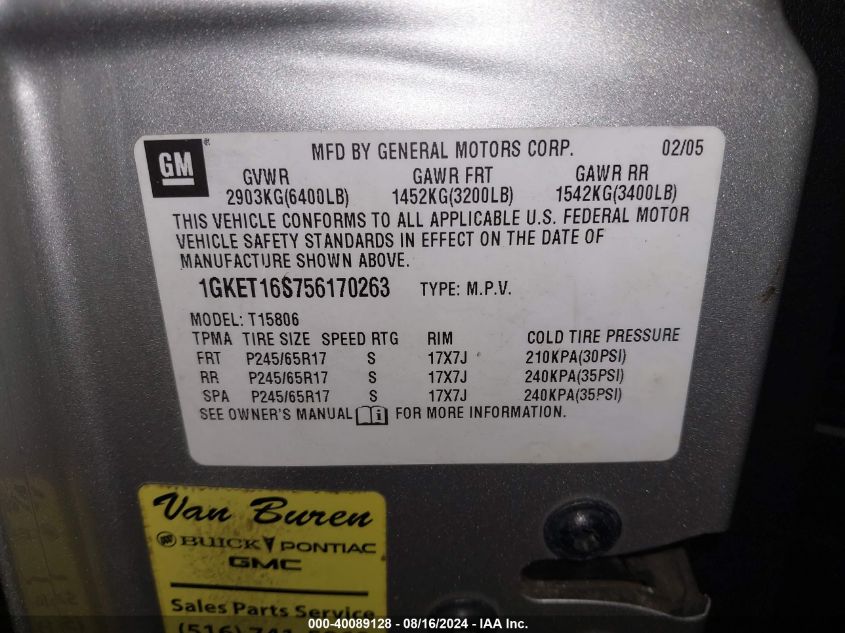 GM
MFD BY GENERAL MOTORS CORP. 02/05
GVWR GAWR FRT GAWR RR
2903KG(6400LB) 1452KG(3200LB) 1542KG(3400LB)
THIS VEHICLE CONFORMS TO ALL APPLICABLE U.S. FEDERAL MOTOR
VEHICLE SAFETY STANDARDS IN EFFECT ON THE DATE OF
MANUFACTURE SHOWN ABOVE.
1GKET16S756170263 TYPE: M.P.V.
MODEL: T15806
TPMA TIRE SIZE SPEED RTG RIM COLD TIRE PRESSURE
FRT P245/65R17 S 17X7J 210KPA(30PSI)
RR P245/65R17 S 17X7J 240KPA(35PSI)
SPA P245/65R17 S 17X7J 240KPA(35PSI)
SEE OWNER'S MANUAL FOR MORE INFORMATION.
Van Buren
BUICK PONTIAC
GMC
Sales Parts Service
(516) 741-
000-40089128 - 08/16/2024 - IAA Inc.